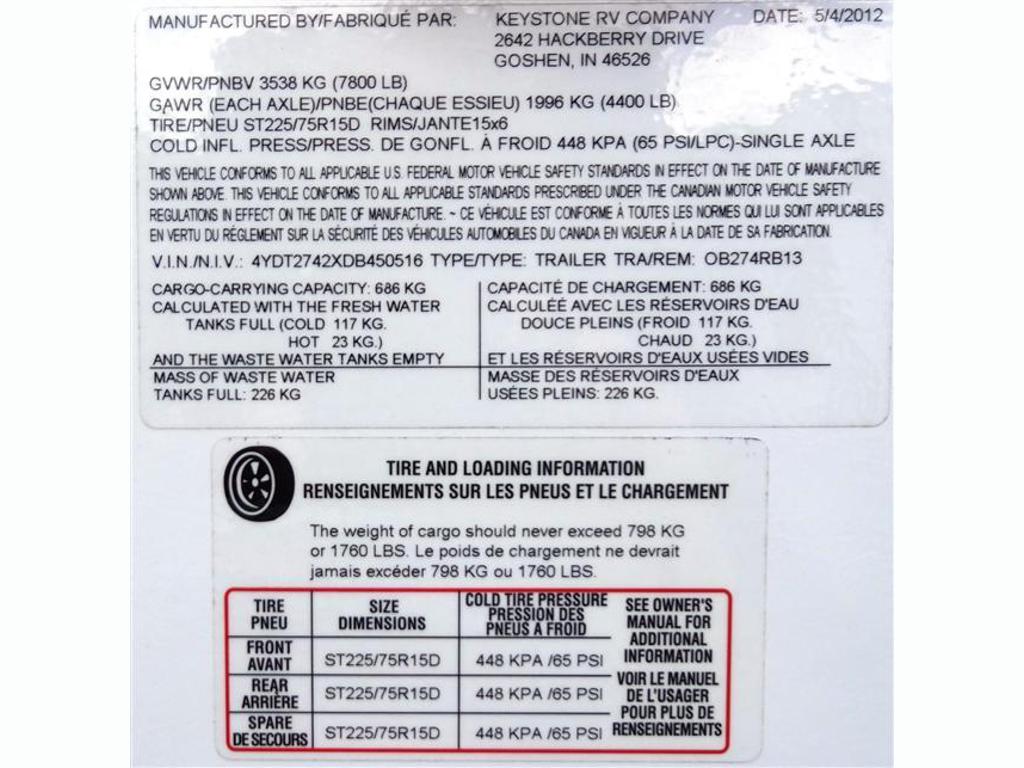 MANUFACTURED BY/FABRIQUÉ PAR: KEYSTONE RV COMPANY DATE: 5/4/2012
2642 HACKBERRY DRIVE
GOSHEN, IN 46526
GVWR/PNBV 3538 KG (7800 LB)
GAWR (EACH AXLE)/PNBE(CHAQUE ESSIEU) 1996 KG (4400 LB)
TIRE/PNEU ST225/75R15D RIMS/JANTE15x6
COLD INFL. PRESS/PRESS. DE GONFL. À FROID 448 KPA (65 PSI/LPC)-SINGLE AXLE
THIS VEHICLE CONFORMS TO ALL APPLICABLE U.S. FEDERAL MOTOR VEHICLE SAFETY STANDARDS IN EFFECT ON THE DATE OF MANUFACTURE
SHOWN ABOVE. THIS VEHICLE CONFORMS TO ALL APPLICABLE STANDARDS PRESCRIBED UNDER THE CANADIAN MOTOR VEHICLE SAFETY
REGULATIONS IN EFFECT ON THE DATE OF MANUFACTURE. ~ CE VÉHICULE EST CONFORME À TOUTES LES NORMES QUI LUI SONT APPLICABLES
EN VERTU DU RÉGLEMENT SUR LA SÉCURITÉ DES VÉHICULES AUTOMOBILES DU CANADA EN VIGUEUR À LA DATE DE SA FABRICATION.
V.I.N./N.I.V.: 4YDT2742XDB450516 TYPE/TYPE: TRAILER TRA/REM: OB274RB13
CARGO-CARRYING CAPACITY: 686 KG
CALCULATED WITH THE FRESH WATER
TANKS FULL (COLD 117 KG.
HOT 23 KG.)
AND THE WASTE WATER TANKS EMPTY
MASS OF WASTE WATER
TANKS FULL: 226 KG
CAPACITÉ DE CHARGEMENT: 686 KG
CALCULÉE AVEC LES RÉSERVOIRS D'EAU
DOUCE PLEINS (FROID 117 KG.
CHAUD 23 KG.)
ET LES RÉSERVOIRS D'EAUX USÉES VIDES
MASSE DES RÉSERVOIRS D'EAUX
USÉES PLEINS: 226 KG.
TIRE AND LOADING INFORMATION
RENSEIGNEMENTS SUR LES PNEUS ET LE CHARGEMENT
The weight of cargo should never exceed 798 KG
or 1760 LBS. Le poids de chargement ne devrait
jamais excéder 798 KG ou 1760 LBS.
TIRE
PNEU
SIZE
DIMENSIONS
COLD TIRE PRESSURE
PRESSION DES
PNEUS A FROID
FRONT
AVANT
ST225/75R15D
448 KPA /65 PSI
REAR
ARRIÈRE
ST225/75R15D
448 KPA /65 PSI
SPARE
DE SECOURS
ST225/75R15D
448 KPA /65 PSI
SEE OWNER'S
MANUAL FOR
ADDITIONAL
INFORMATION
VOIR LE MANUEL
DE L'USAGER
POUR PLUS DE
RENSEIGNEMENTS